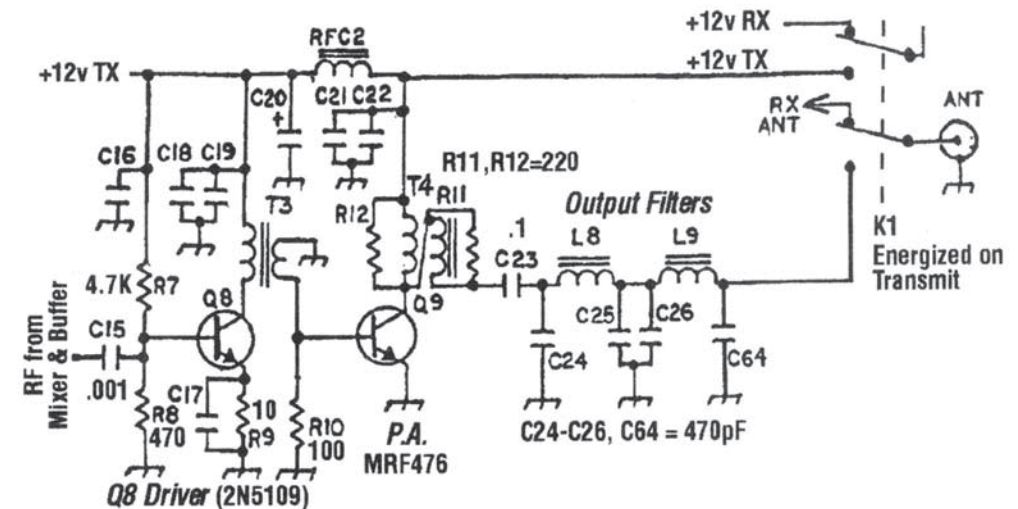 +12v RX
RFC2
+12v TX
+12v TX
C20
+
C21
C22
RX
ANT
ANT
C16
C18
C19
R11,R12=220
T4
R11
T3
R12
Output Filters
K1
Energized on
Transmit
.1
C23
L8
L9
4.7K
R7
Q8
Q9
C25
C26
C15
RF from
Mixer & Buffer
C24
C64
.001
C17
R8
470
10
R9
R10
100
P.A.
MRF476
C24-C26, C64 = 470pF
Q8 Driver (2N5109)